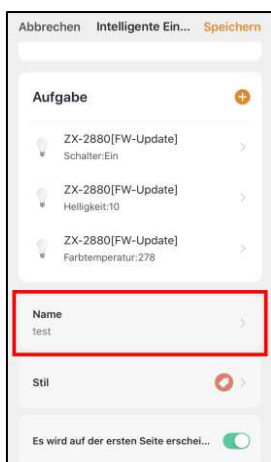 Abbrechen Intelligente Ein... Speichern
Aufgabe
ZX-2880[FW-Update]
Schalter:Ein
ZX-2880[FW-Update]
Helligkeit:10
ZX-2880[FW-Update]
Farbtemperatur:278
Name
test
Stil
Es wird auf der ersten Seite erschei...